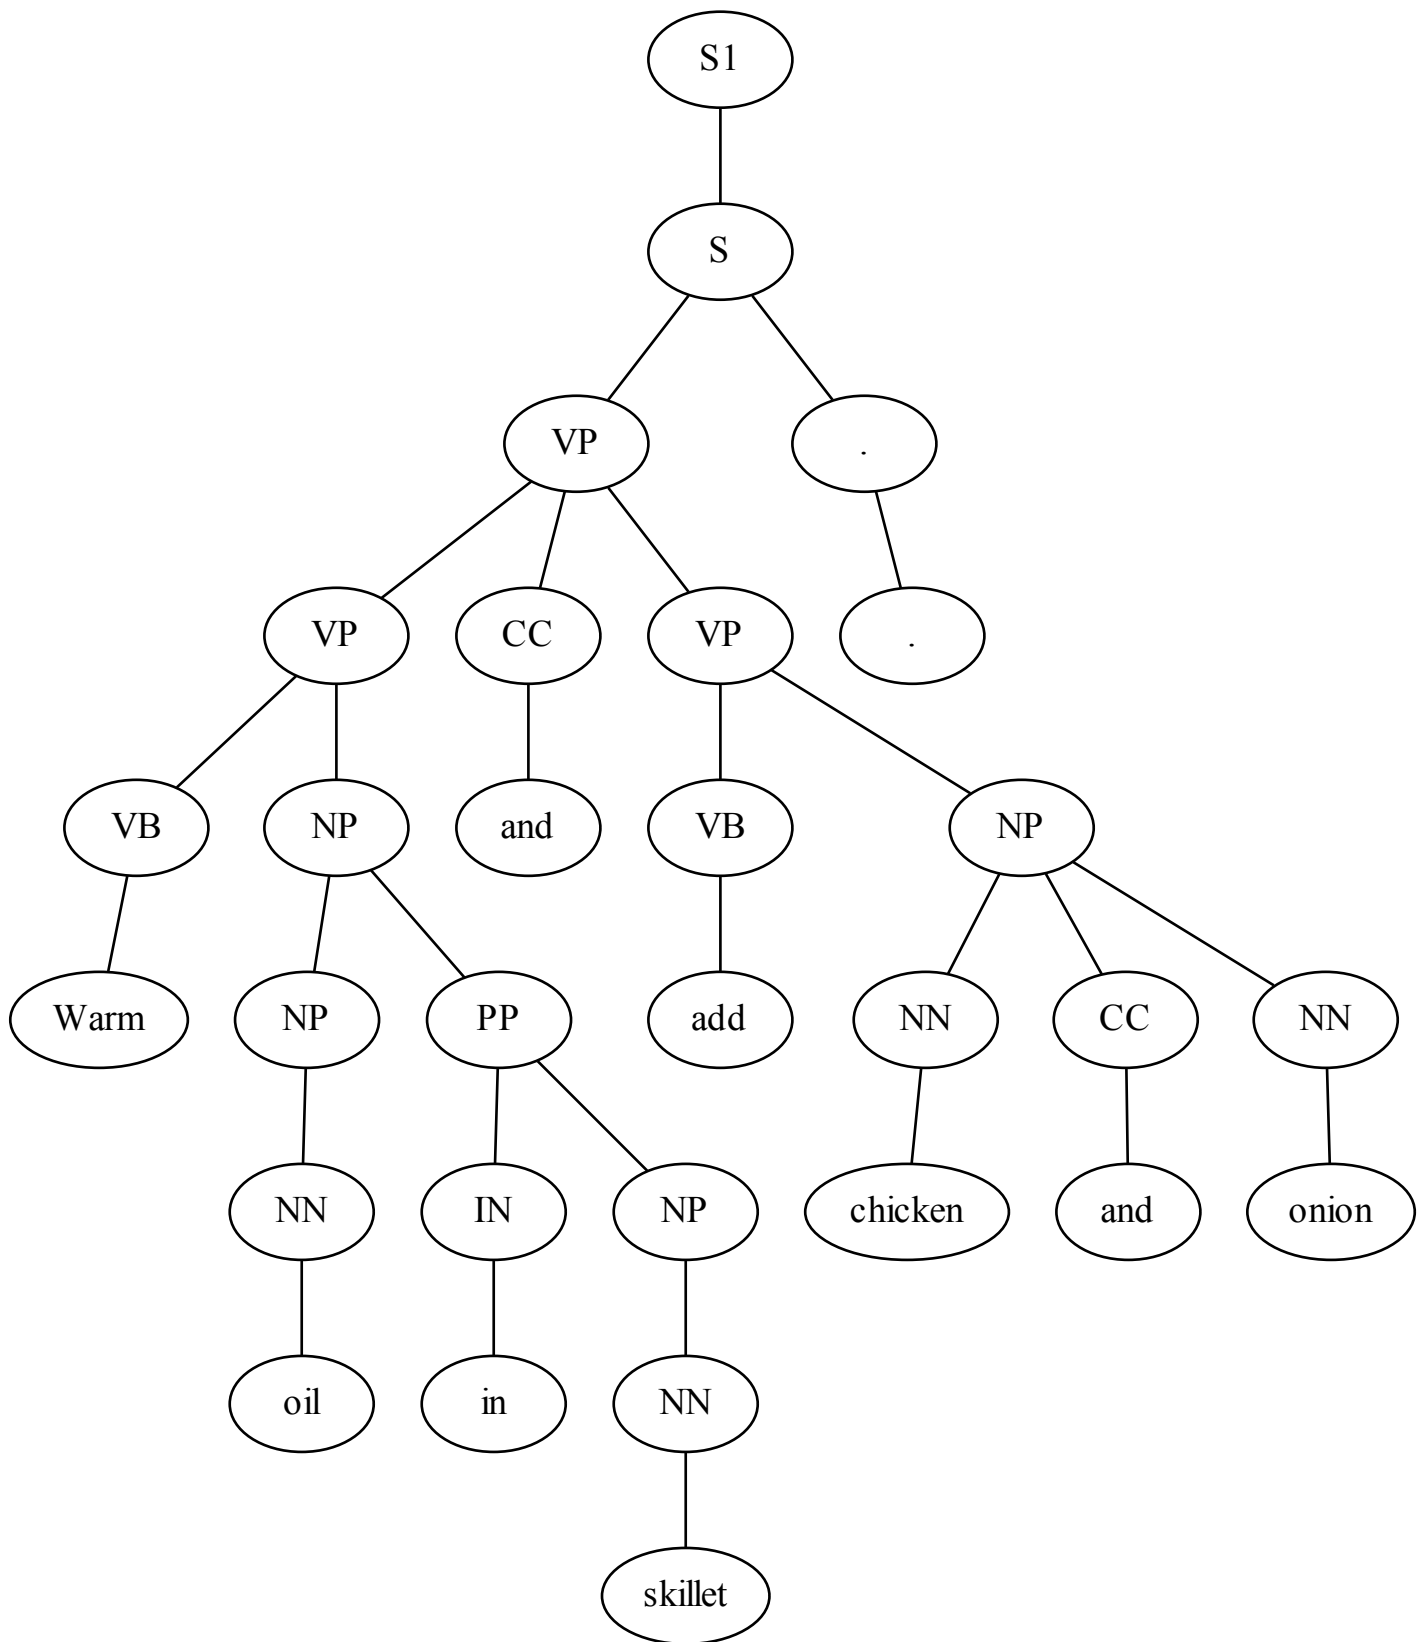 S1
S
VP .
VP CC VP .
VB NP and VB NP
Warm NP PP add NN CC NN
NN IN NP chicken and onion
oil in NN
skillet